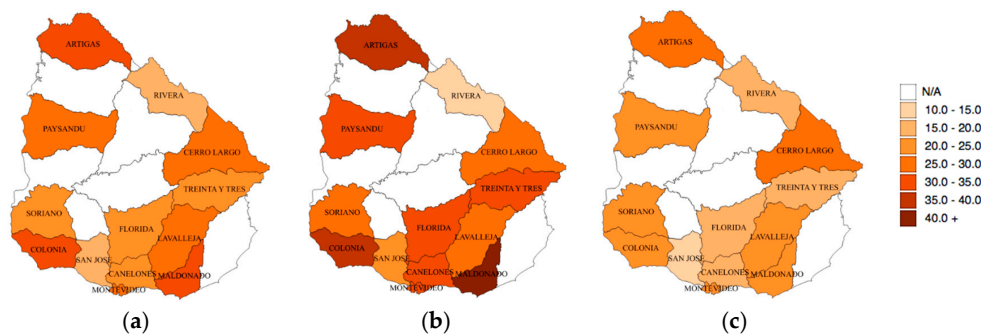 ARTIGAS
RIVERA
PAYSANDU
CERRO LARGO
TREINTA Y TRES
SORIANO
FLORIDA
LAVALLEJA
COLONIA
SAN JOSE
CANELONES
MALDONADO
MONTEVIDEO
(a)
ARTIGAS
RIVERA
PAYSANDU
CERRO LARGO
TREINTA Y TRES
SORIANO
FLORIDA
LAVALLEJA
COLONIA
SAN JOSE
CANELONES
MALDONADO
MONTEVIDEO
(b)
ARTIGAS
RIVERA
PAYSANDU
CERRO LARGO
TREINTA Y TRES
SORIANO
FLORIDA
LAVALLEJA
COLONIA
SAN JOSE
CANELONES
MALDONADO
MONTEVIDEO
(c)
N/A
10.0 - 15.0
15.0 - 20.0
20.0 - 25.0
25.0 - 30.0
30.0 - 35.0
35.0 - 40.0
40.0 +